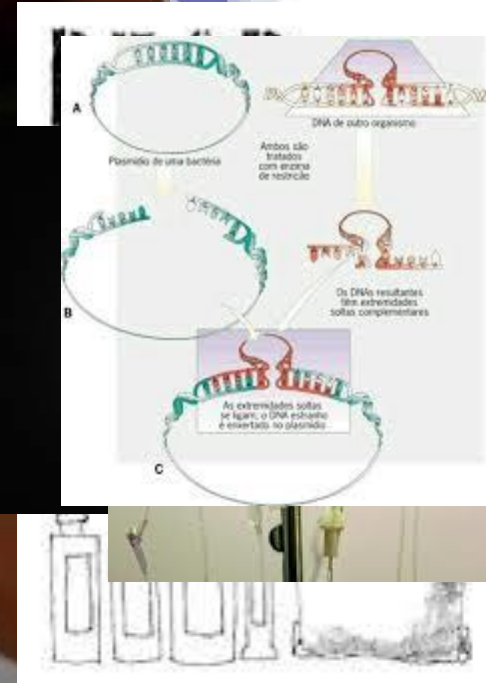 A
Plasmídio de uma bactéria
DNA de outro organismo
Ambos são
tratados
com enzima
de restrição
B
Os DNAs resultantes
têm extremidades
soltas complementares
As extremidades soltas
se ligam; o DNA estranho
é enxertado no plasmídio
C